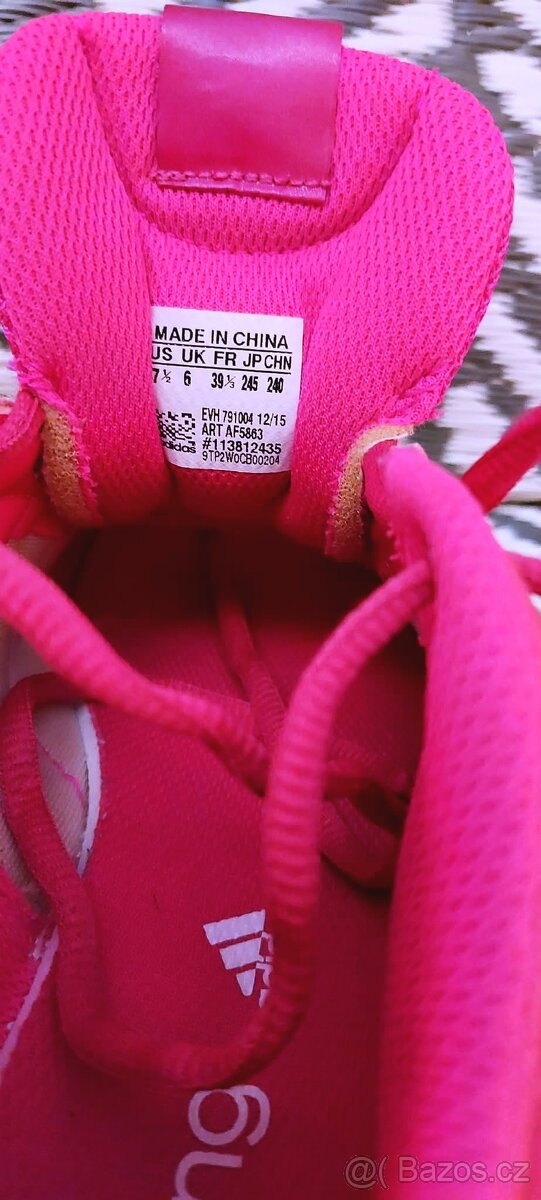 MADE IN CHINA
US UK FR JP CHN
7½ 6 39⅓ 245 240
EVH 791004 12/15
ART AF5863
#113812435
adidas
9TP2W0CB00204
@( Bazoš.cz